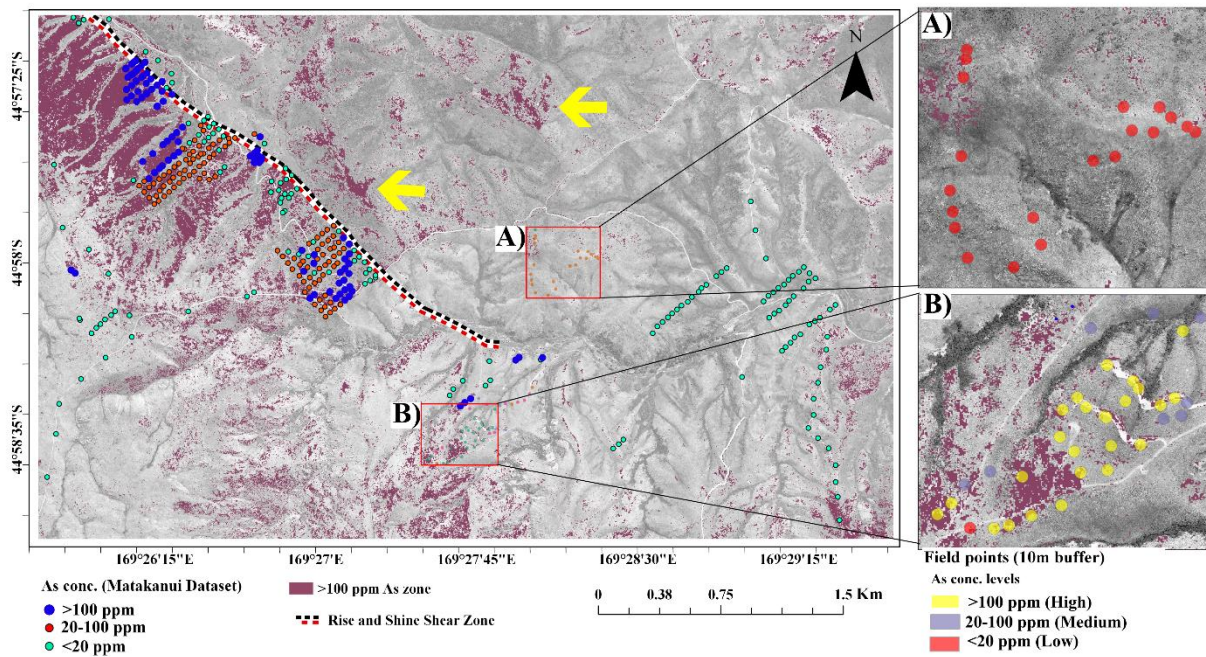 A)
N
44°57'25"S
A)
44°58'S
B)
B)
44°58'35"S
169°26'15"E
169°27'E
169°27'45"E
169°28'30"E
169°29'15"E
Field points (10m buffer)
As conc. (Matakanui Dataset)
>100 ppm
20-100 ppm
<20 ppm
>100 ppm As zone
Rise and Shine Shear Zone
0 0.38 0.75 1.5 Km
As conc. levels
>100 ppm (High)
20-100 ppm (Medium)
<20 ppm (Low)